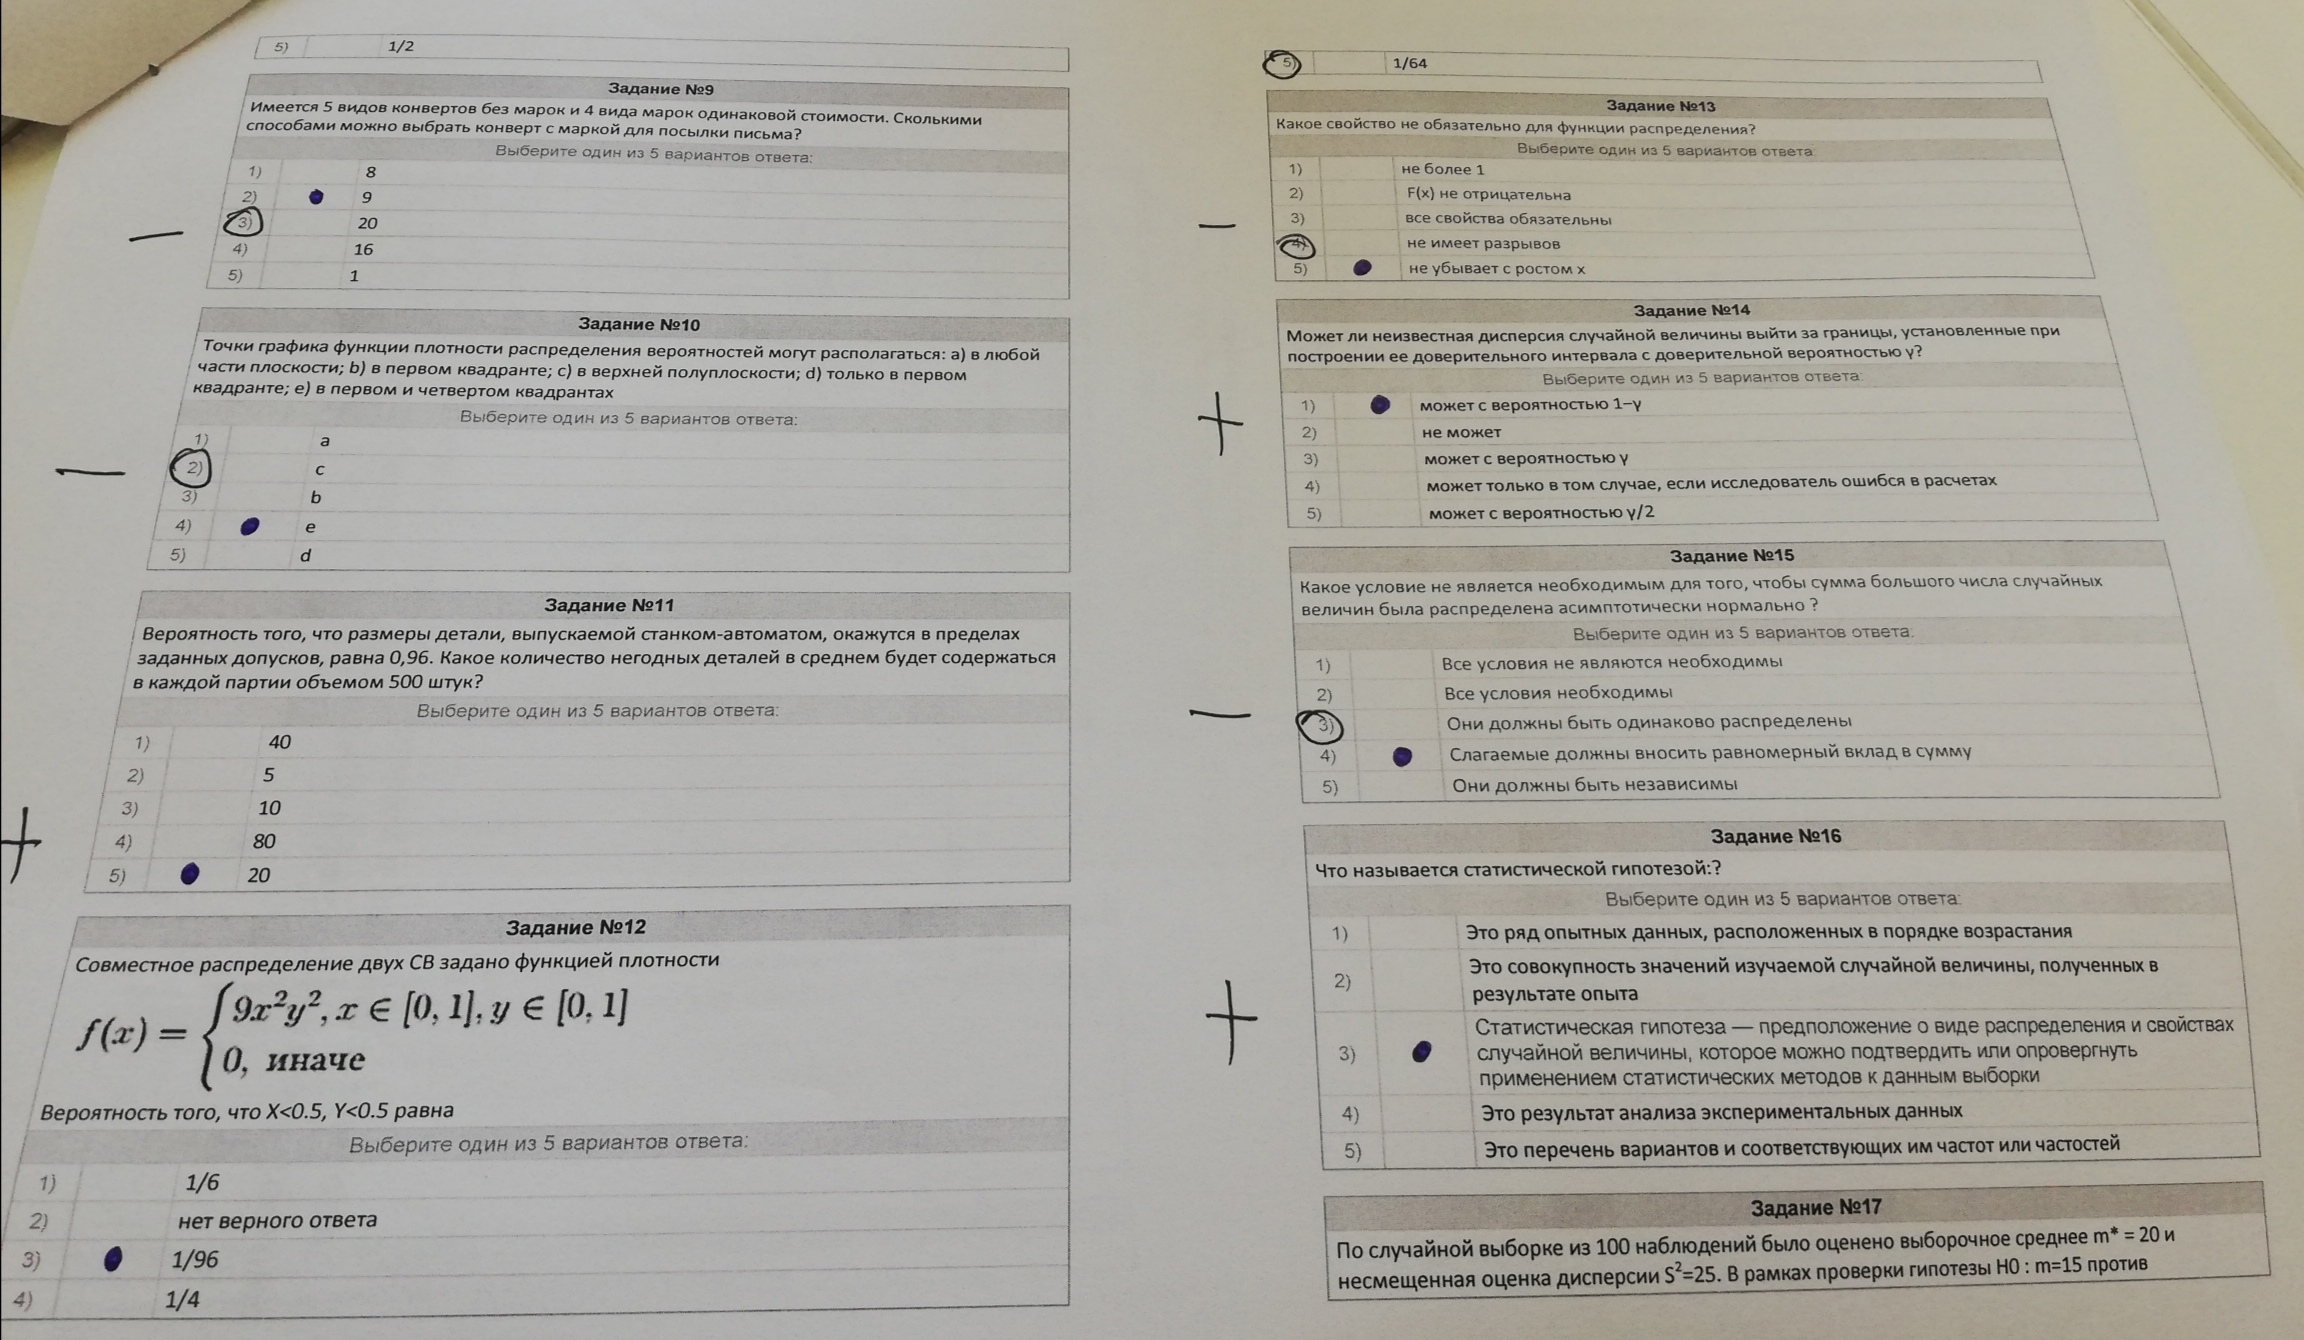 5) 1/2
Задание №9
Имеется 5 видов конвертов без марок и 4 вида марок одинаковой стоимости. Сколькими
способами можно выбрать конверт с маркой для посылки письма?
Выберите один из 5 вариантов ответа:
1) 8
2) 9
3) 20
4) 16
5) 1
Задание №10
Точки графика функции плотности распределения вероятностей могут располагаться: a) в любой
части плоскости; b) в первом квадранте; c) в верхней полуплоскости; d) только в первом
квадранте; e) в первом и четвертом квадрантах
Выберите один из 5 вариантов ответа:
1) a
2) c
3) b
4) e
5) d
Задание №11
Вероятность того, что размеры детали, выпускаемой станком-автоматом, окажутся в пределах
заданных допусков, равна 0,96. Какое количество негодных деталей в среднем будет содержаться
в каждой партии объемом 500 штук?
Выберите один из 5 вариантов ответа:
1) 40
2) 5
3) 10
4) 80
5) 20
Задание №12
Совместное распределение двух СВ задано функцией плотности
f(x) = { 9x²y², x ∈ [0, 1], y ∈ [0, 1]
0, иначе
Вероятность того, что X<0.5, Y<0.5 равна
Выберите один из 5 вариантов ответа:
1) 1/6
2) нет верного ответа
3) 1/96
4) 1/4
5) 1/64
Задание №13
Какое свойство не обязательно для функции распределения?
Выберите один из 5 вариантов ответа
1) не более 1
2) F(x) не отрицательна
3) все свойства обязательны
4) не имеет разрывов
5) не убывает с ростом x
Задание №14
Может ли неизвестная дисперсия случайной величины выйти за границы, установленные при
построении ее доверительного интервала с доверительной вероятностью γ?
Выберите один из 5 вариантов ответа:
1) может с вероятностью 1−γ
2) не может
3) может с вероятностью γ
4) может только в том случае, если исследователь ошибся в расчетах
5) может с вероятностью γ/2
Задание №15
Какое условие не является необходимым для того, чтобы сумма большого числа случайных
величин была распределена асимптотически нормально ?
Выберите один из 5 вариантов ответа:
1) Все условия не являются необходимы
2) Все условия необходимы
3) Они должны быть одинаково распределены
4) Слагаемые должны вносить равномерный вклад в сумму
5) Они должны быть независимы
Задание №16
Что называется статистической гипотезой:?
Выберите один из 5 вариантов ответа:
1) Это ряд опытных данных, расположенных в порядке возрастания
2) Это совокупность значений изучаемой случайной величины, полученных в
результате опыта
3) Статистическая гипотеза — предположение о виде распределения и свойствах
случайной величины, которое можно подтвердить или опровергнуть
применением статистических методов к данным выборки
4) Это результат анализа экспериментальных данных
5) Это перечень вариантов и соответствующих им частот или частостей
Задание №17
По случайной выборке из 100 наблюдений было оценено выборочное среднее m* = 20 и
несмещенная оценка дисперсии S²=25. В рамках проверки гипотезы H0 : m=15 против